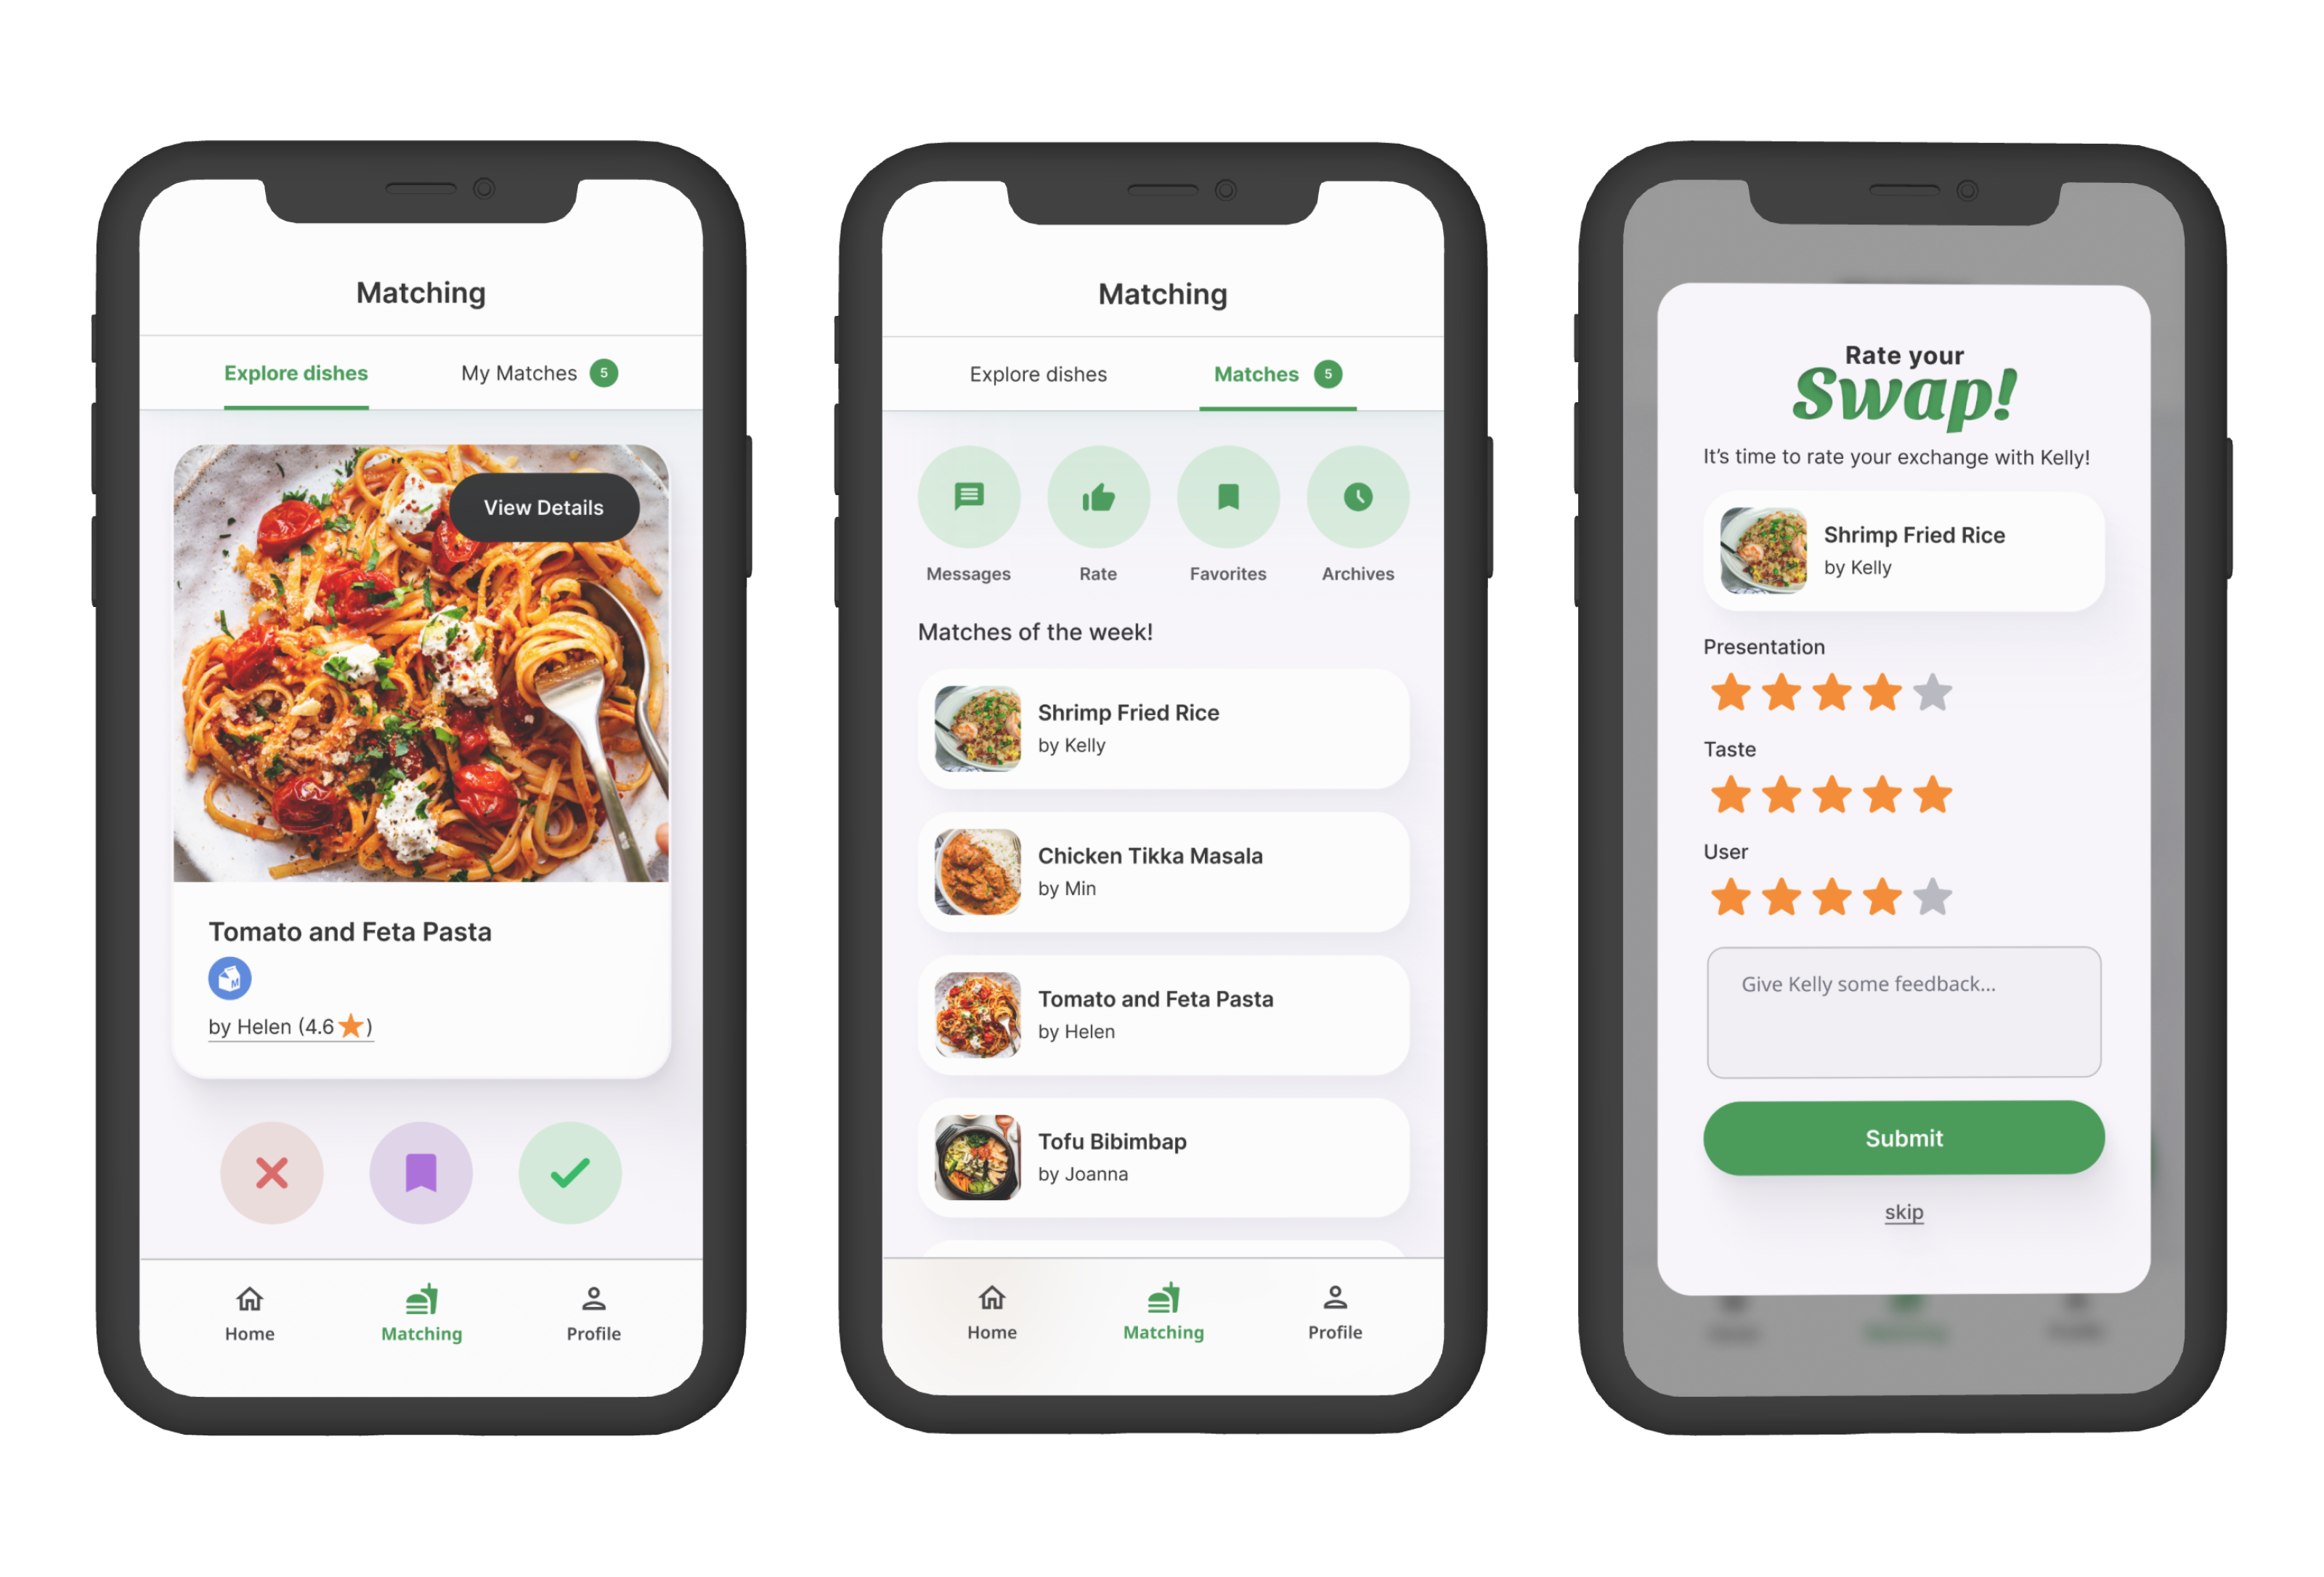 Matching
Explore dishes
My Matches 5
View Details
Tomato and Feta Pasta
M
by Helen (4.6 ★)
Home
Matching
Profile
Matching
Explore dishes
Matches 5
Messages
Rate
Favorites
Archives
Matches of the week!
Shrimp Fried Rice
by Kelly
Chicken Tikka Masala
by Min
Tomato and Feta Pasta
by Helen
Tofu Bibimbap
by Joanna
Home
Matching
Profile
Rate your
Swap!
It's time to rate your exchange with Kelly!
Shrimp Fried Rice
by Kelly
Presentation
Taste
User
Give Kelly some feedback...
Submit
skip